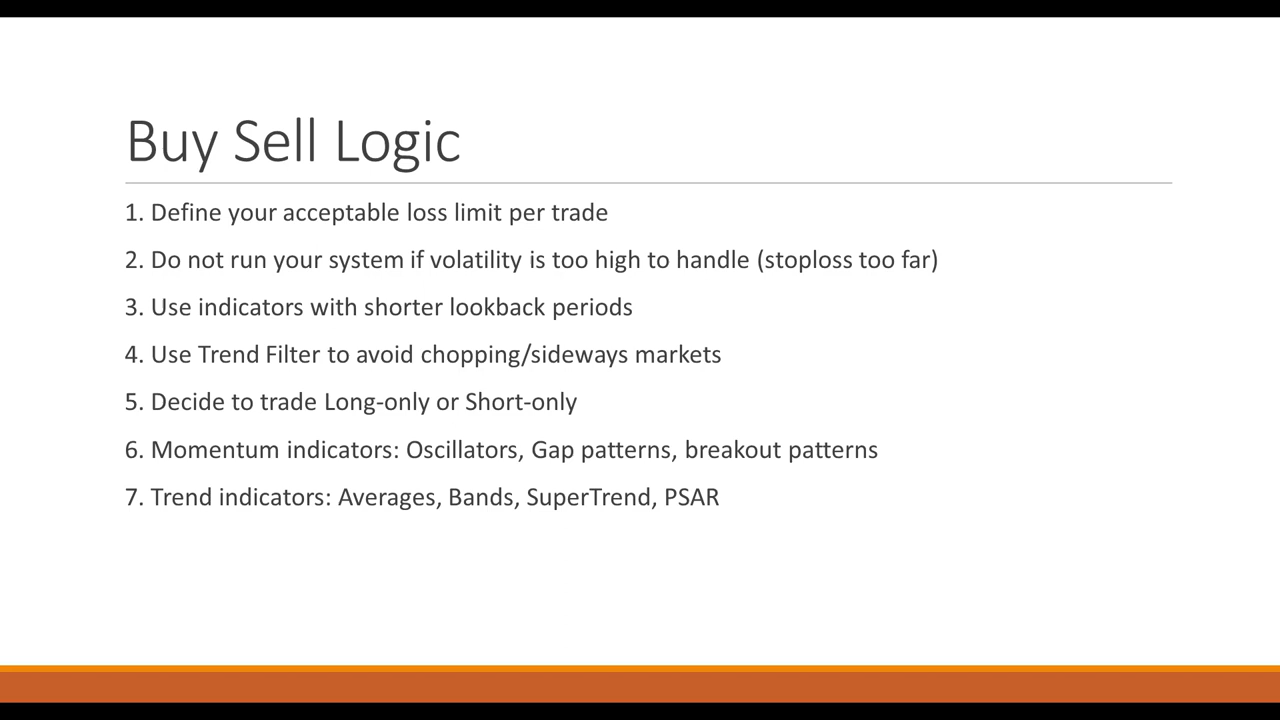 Buy Sell Logic
1. Define your acceptable loss limit per trade
2. Do not run your system if volatility is too high to handle (stoploss too far)
3. Use indicators with shorter lookback periods
4. Use Trend Filter to avoid chopping/sideways markets
5. Decide to trade Long-only or Short-only
6. Momentum indicators: Oscillators, Gap patterns, breakout patterns
7. Trend indicators: Averages, Bands, SuperTrend, PSAR